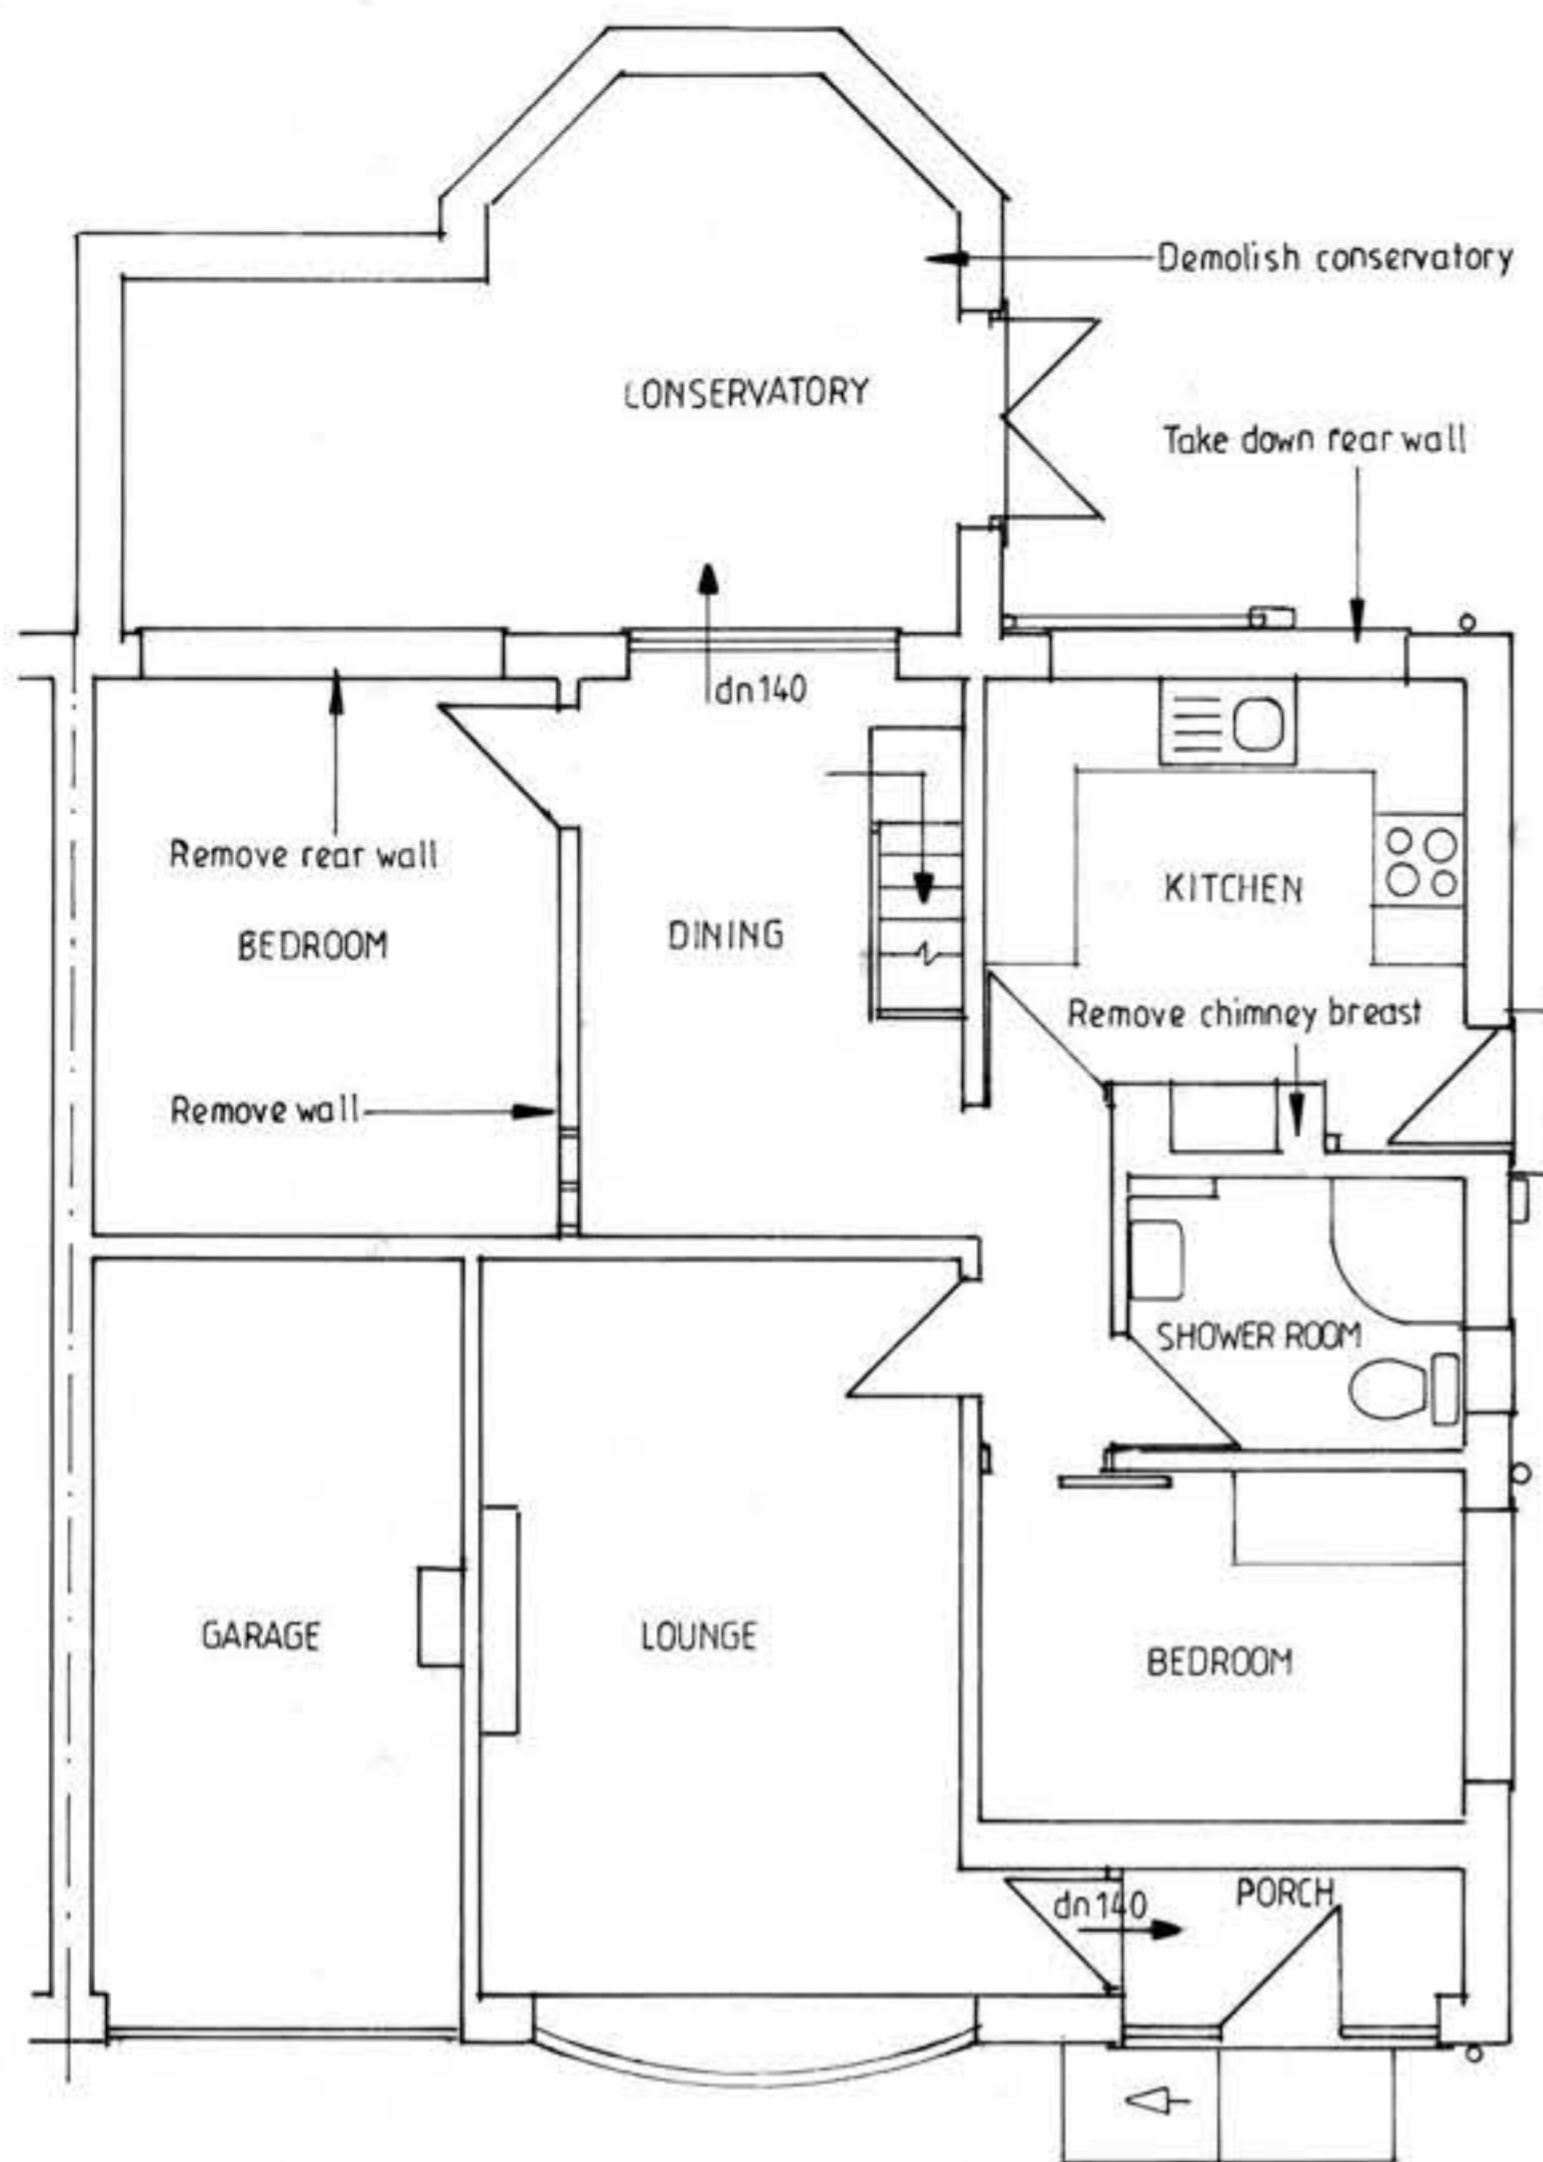 Demolish conservatory
CONSERVATORY
Take down rear wall
dn140
Remove rear wall
KITCHEN
DINING
BEDROOM
Remove chimney breast
Remove wall
SHOWER ROOM
GARAGE
LOUNGE
BEDROOM
PORCH
dn140